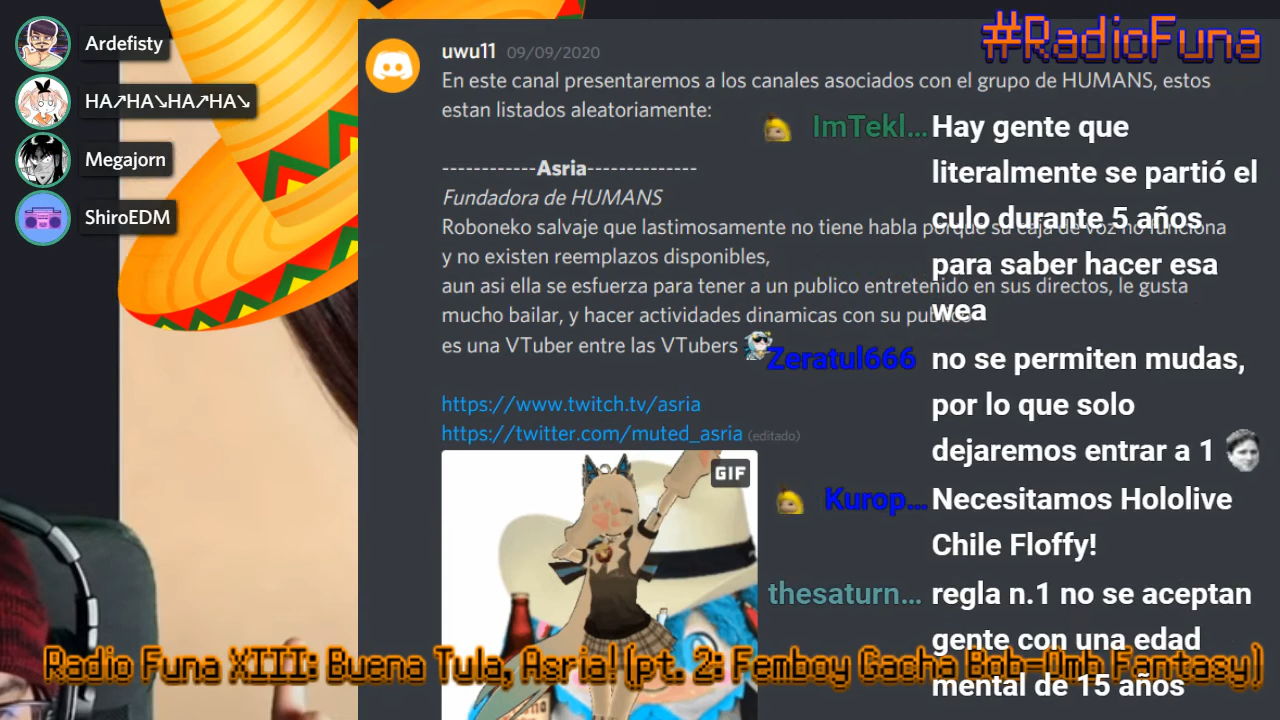 Ardefisty
HA↗HA↘HA↗HA↘
Megajorn
ShiroEDM
#RadioFuna
uwu11 09/09/2020
En este canal presentaremos a los canales asociados con el grupo de HUMANS, estos
estan listados aleatoriamente:
------------Asria--------------
Fundadora de HUMANS
Roboneko salvaje que lastimosamente no tiene habla porque su caja de voz no funciona
y no existen reemplazos disponibles,
aun asi ella se esfuerza para tener a un publico entretenido en sus directos, le gusta
mucho bailar, y hacer actividades dinamicas con su publico
es una VTuber entre las VTubers
https://www.twitch.tv/asria
https://twitter.com/muted_asria (editado)
GIF
ImTekl... Hay gente que
literalmente se partió el
culo durante 5 años
para saber hacer esa
wea
Zeratul666 no se permiten mudas,
por lo que solo
dejaremos entrar a 1
Kurop... Necesitamos Hololive
Chile Floffy!
thesaturn... regla n.1 no se aceptan
gente con una edad
mental de 15 años
Radio Funa XIII: Buena Tula, Asria! (pt. 2: Femboy Gacha Bob-Omb Fantasy)